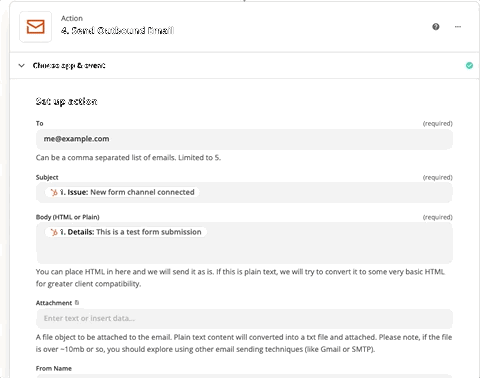 Action
4. Send Outbound Email
Choose app & event
Set up action
To
(required)
me@example.com
Can be a comma separated list of emails. Limited to 5.
Subject
(required)
1. Issue: New form channel connected
Body (HTML or Plain)
(required)
1. Details: This is a test form submission
You can place HTML in here and we will send it as is. If this is plain text, we will try to convert it to some very basic HTML
for greater client compatibility.
Attachment
Enter text or insert data...
A file object to be attached to the email. Plain text content will converted into a txt file and attached. Please note, if the file
is over ~10mb or so, you should explore using other email sending techniques (like Gmail or SMTP).
From Name